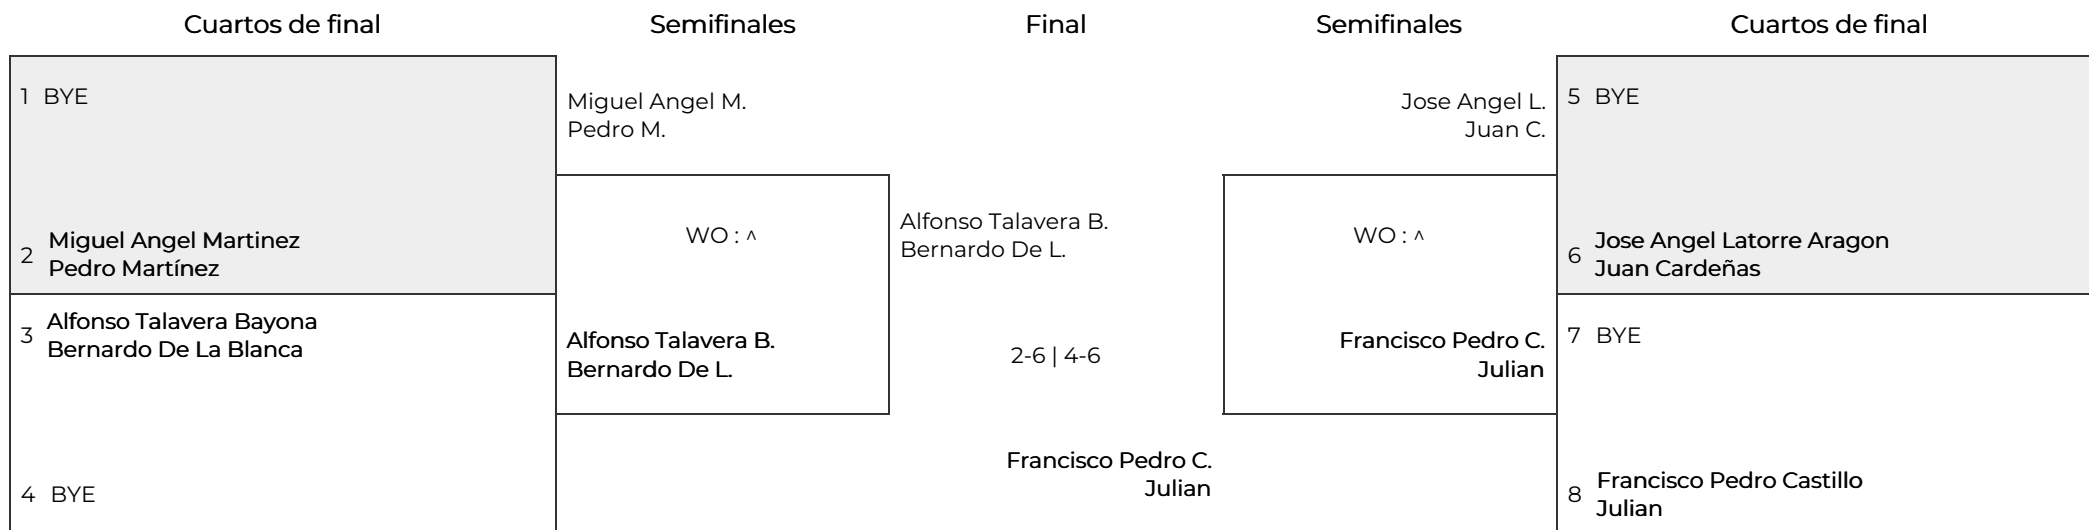 Cuartos de final
Semifinales
Final
Semifinales
Cuartos de final
1 BYE
2 Miguel Angel Martinez
Pedro Martínez
3 Alfonso Talavera Bayona
Bernardo De La Blanca
4 BYE
Miguel Angel M.
Pedro M.
WO : ^
Alfonso Talavera B.
Bernardo De L.
Alfonso Talavera B.
Bernardo De L.
2-6 | 4-6
Francisco Pedro C.
Julian
Jose Angel L.
Juan C.
WO : ^
Francisco Pedro C.
Julian
5 BYE
6 Jose Angel Latorre Aragon
Juan Cardeñas
7 BYE
8 Francisco Pedro Castillo
Julian